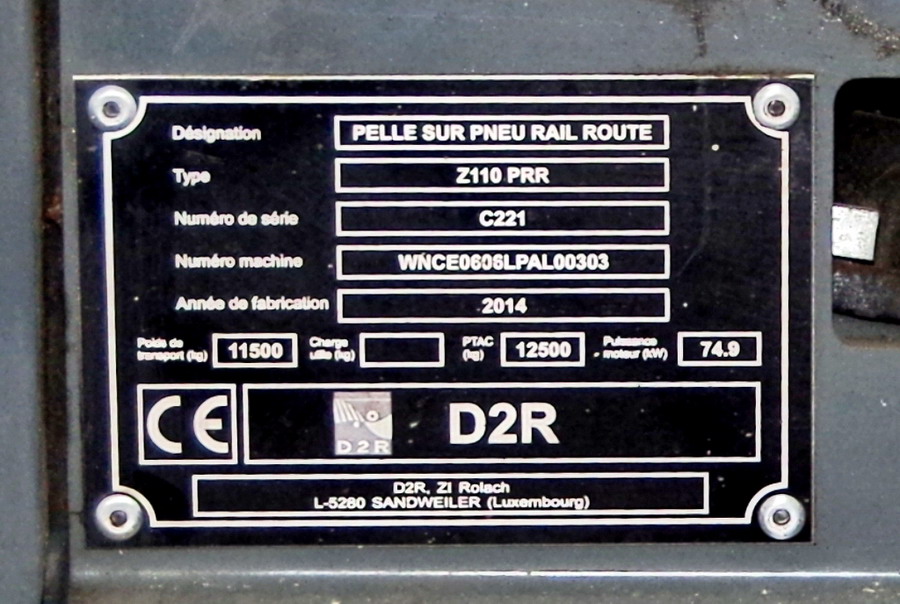 Désignation PELLE SUR PNEU RAIL ROUTE
Type Z110 PRR
Numéro de série C221
Numéro machine WNCE0606LPAL00303
Année de fabrication 2014
Poids de transport (kg) 11500 Charge utile (kg) PTAC (kg) 12500 Puissance moteur (kW) 74.9
CE D2R D2R
D2R, ZI Rolach
L-5280 SANDWEILER (Luxembourg)